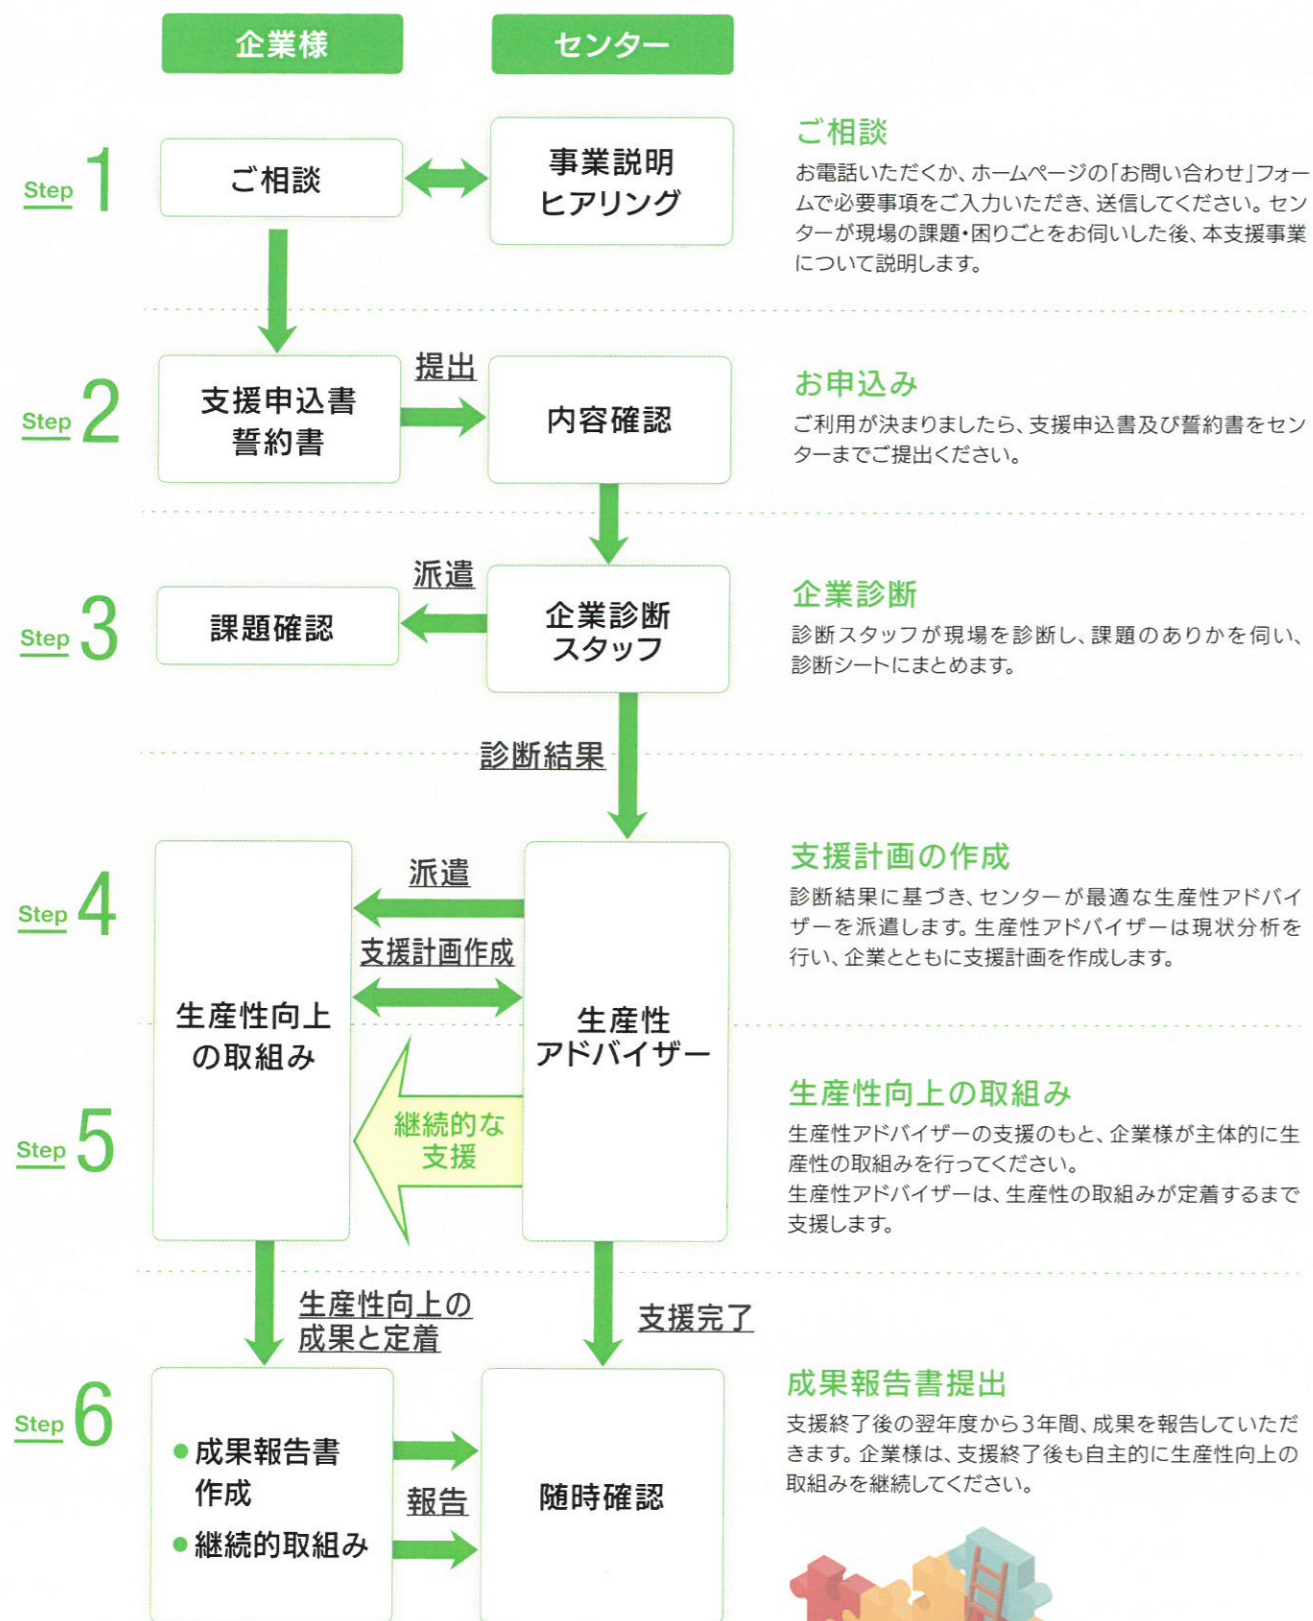 企業様
センター
Step 1
ご相談
事業説明
ヒアリング
ご相談
お電話いただくか、ホームページの「お問い合わせ」フォー
ムで必要事項をご入力いただき、送信してください。セン
ターが現場の課題・困りごとをお伺いした後、本支援事業
について説明します。
Step 2
支援申込書
誓約書
提出
内容確認
お申込み
ご利用が決まりましたら、支援申込書及び誓約書をセン
ターまでご提出ください。
Step 3
課題確認
派遣
企業診断
スタッフ
企業診断
診断スタッフが現場を診断し、課題のありかを伺い、
診断シートにまとめます。
診断結果
Step 4
派遣
支援計画作成
支援計画の作成
診断結果に基づき、センターが最適な生産性アドバイ
ザーを派遣します。生産性アドバイザーは現状分析を
行い、企業とともに支援計画を作成します。
生産性向上
の取組み
生産性
アドバイザー
Step 5
継続的な
支援
生産性向上の取組み
生産性アドバイザーの支援のもと、企業様が主体的に生
産性の取組みを行ってください。
生産性アドバイザーは、生産性の取組みが定着するまで
支援します。
生産性向上の
成果と定着
支援完了
Step 6
●成果報告書
作成
●継続的取組み
報告
随時確認
成果報告書提出
支援終了後の翌年度から3年間、成果を報告していただ
きます。企業様は、支援終了後も自主的に生産性向上の
取組みを継続してください。